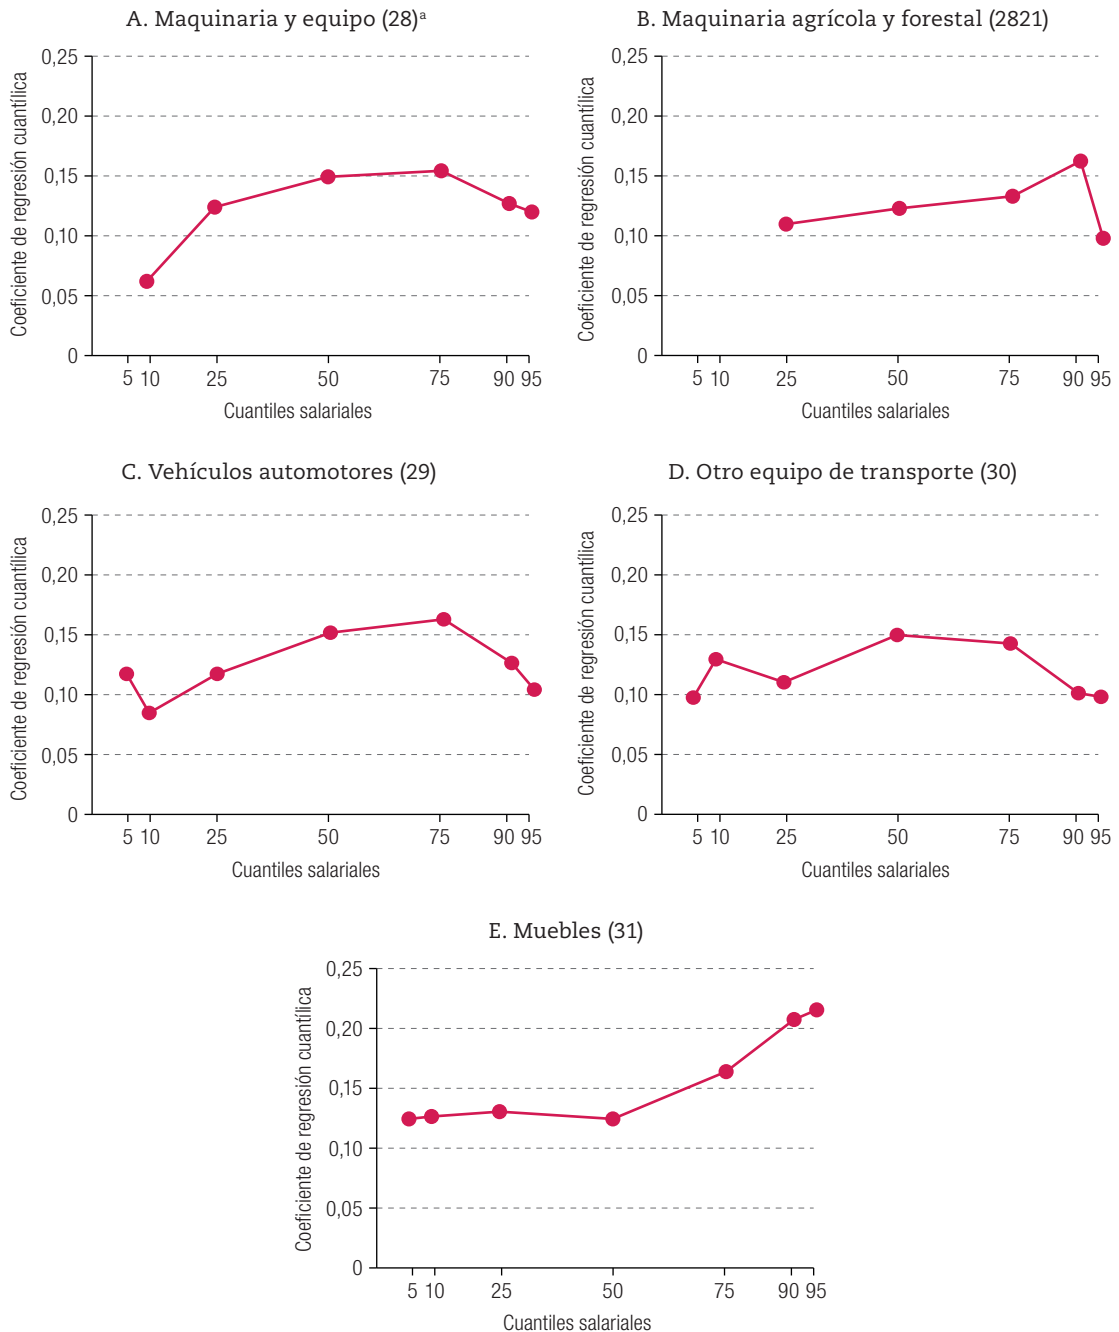 A. Maquinaria y equipo (28)ᵃ
Coeficiente de regresión cuantílica
0,25
0,20
0,15
0,10
0,05
0
5 10 25 50 75 90 95
Cuantiles salariales
B. Maquinaria agrícola y forestal (2821)
Coeficiente de regresión cuantílica
0,25
0,20
0,15
0,10
0,05
0
5 10 25 50 75 90 95
Cuantiles salariales
C. Vehículos automotores (29)
Coeficiente de regresión cuantílica
0,25
0,20
0,15
0,10
0,05
0
5 10 25 50 75 90 95
Cuantiles salariales
D. Otro equipo de transporte (30)
Coeficiente de regresión cuantílica
0,25
0,20
0,15
0,10
0,05
0
5 10 25 50 75 90 95
Cuantiles salariales
E. Muebles (31)
Coeficiente de regresión cuantílica
0,25
0,20
0,15
0,10
0,05
0
5 10 25 50 75 90 95
Cuantiles salariales